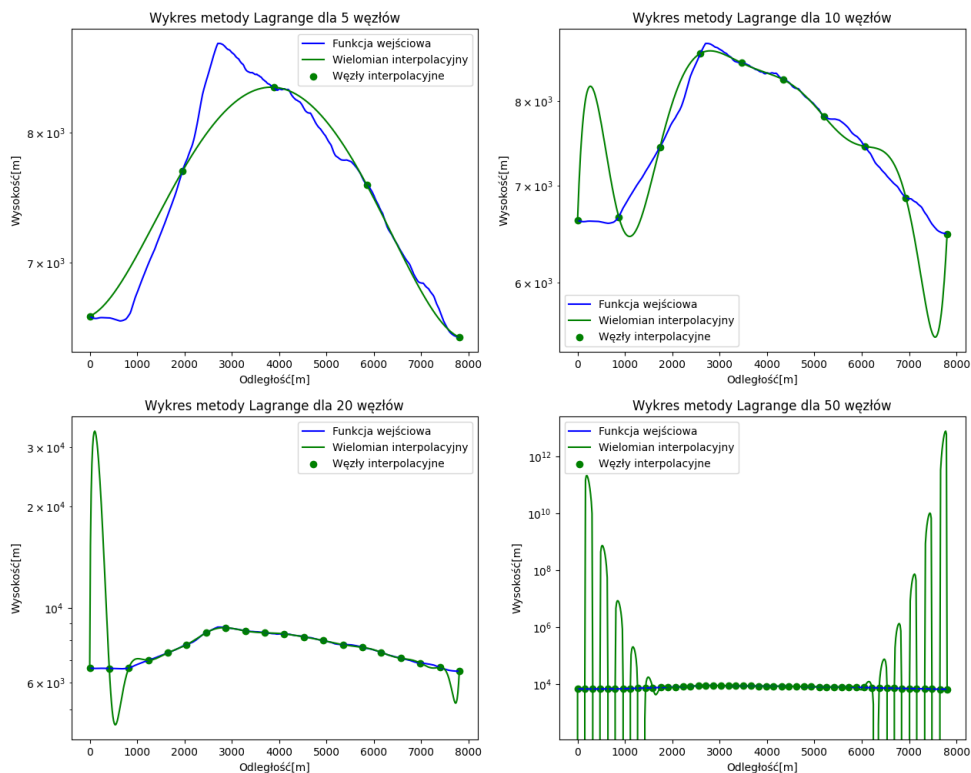 Wykres metody Lagrange dla 5 węzłów
Funkcja wejściowa
Wielomian interpolacyjny
Węzły interpolacyjne
8 × 10³
7 × 10³
Wysokość[m]
0 1000 2000 3000 4000 5000 6000 7000 8000
Odległość[m]
Wykres metody Lagrange dla 10 węzłów
8 × 10³
7 × 10³
6 × 10³
Wysokość[m]
Funkcja wejściowa
Wielomian interpolacyjny
Węzły interpolacyjne
0 1000 2000 3000 4000 5000 6000 7000 8000
Odległość[m]
Wykres metody Lagrange dla 20 węzłów
Funkcja wejściowa
Wielomian interpolacyjny
Węzły interpolacyjne
3 × 10⁴
2 × 10⁴
10⁴
6 × 10³
Wysokość[m]
0 1000 2000 3000 4000 5000 6000 7000 8000
Odległość[m]
Wykres metody Lagrange dla 50 węzłów
Funkcja wejściowa
Wielomian interpolacyjny
Węzły interpolacyjne
10¹²
10¹⁰
10⁸
10⁶
10⁴
Wysokość[m]
0 1000 2000 3000 4000 5000 6000 7000 8000
Odległość[m]